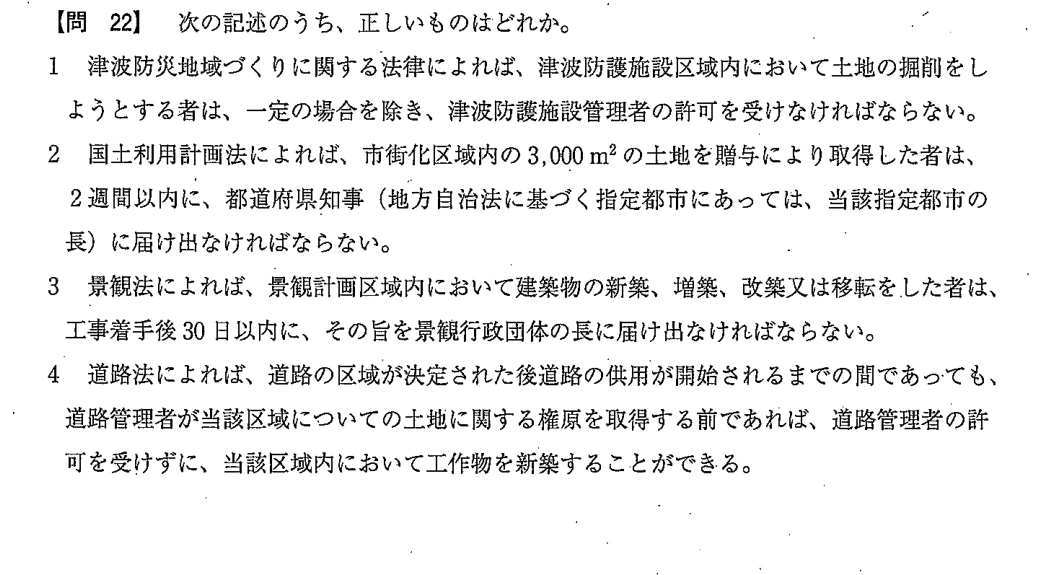 【問　22】　次の記述のうち、正しいものはどれか。
1　津波防災地域づくりに関する法律によれば、津波防護施設区域内において土地の掘削をし
ようとする者は、一定の場合を除き、津波防護施設管理者の許可を受けなければならない。
2　国土利用計画法によれば、市街化区域内の 3,000 m² の土地を贈与により取得した者は、
2週間以内に、都道府県知事（地方自治法に基づく指定都市にあっては、当該指定都市の
長）に届け出なければならない。
3　景観法によれば、景観計画区域内において建築物の新築、増築、改築又は移転をした者は、
工事着手後 30 日以内に、その旨を景観行政団体の長に届け出なければならない。
4　道路法によれば、道路の区域が決定された後道路の供用が開始されるまでの間であっても、
道路管理者が当該区域についての土地に関する権原を取得する前であれば、道路管理者の許
可を受けずに、当該区域内において工作物を新築することができる。